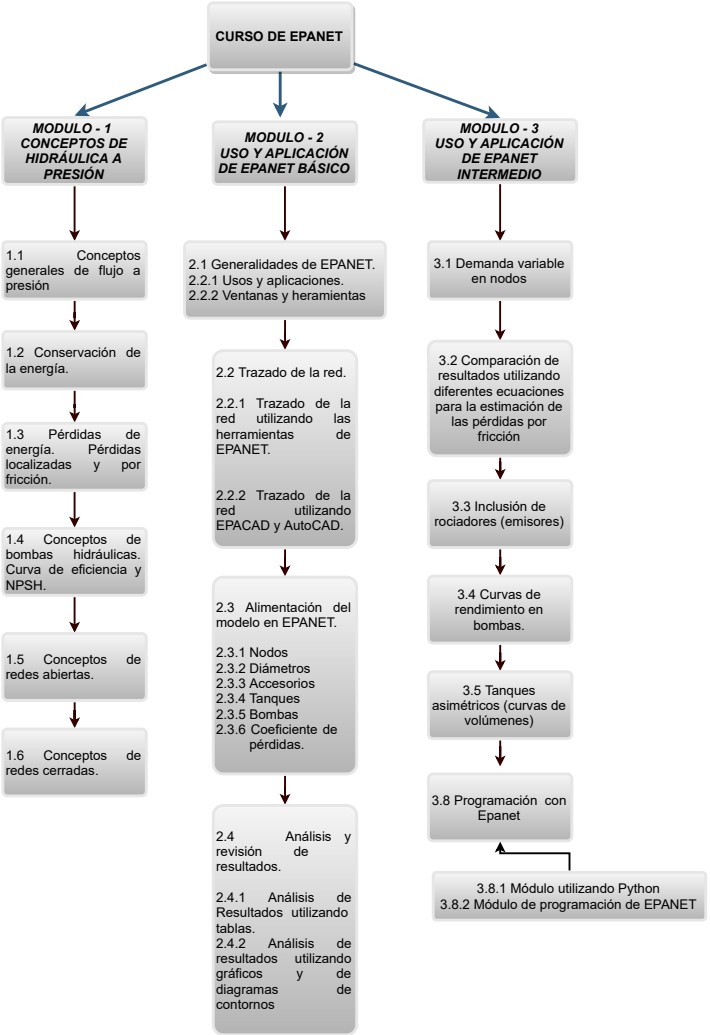 CURSO DE EPANET
MODULO - 1
CONCEPTOS DE
HIDRÁULICA A
PRESIÓN
1.1 Conceptos
generales de flujo a
presión
1.2 Conservación de
la energía.
1.3 Pérdidas de
energía. Pérdidas
localizadas y por
fricción.
1.4 Conceptos de
bombas hidráulicas.
Curva de eficiencia y
NPSH.
1.5 Conceptos de
redes abiertas.
1.6 Conceptos de
redes cerradas.
MODULO - 2
USO Y APLICACIÓN
DE EPANET BÁSICO
2.1 Generalidades de EPANET.
2.2.1 Usos y aplicaciones.
2.2.2 Ventanas y heramientas
2.2 Trazado de la red.
2.2.1 Trazado de la
red utilizando las
herramientas de
EPANET.
2.2.2 Trazado de la
red utilizando
EPACAD y AutoCAD.
2.3 Alimentación del
modelo en EPANET.
2.3.1 Nodos
2.3.2 Diámetros
2.3.3 Accesorios
2.3.4 Tanques
2.3.5 Bombas
2.3.6 Coeficiente de
pérdidas.
2.4 Análisis y
revisión de
resultados.
2.4.1 Análisis de
Resultados utilizando
tablas.
2.4.2 Análisis de
resultados utilizando
gráficos y de
diagramas de
contornos
MODULO - 3
USO Y APLICACIÓN
DE EPANET
INTERMEDIO
3.1 Demanda variable
en nodos
3.2 Comparación de
resultados utilizando
diferentes ecuaciones
para la estimación de
las pérdidas por
fricción
3.3 Inclusión de
rociadores (emisores)
3.4 Curvas de
rendimiento en
bombas.
3.5 Tanques
asimétricos (curvas de
volúmenes)
3.8 Programación con
Epanet
3.8.1 Módulo utilizando Python
3.8.2 Módulo de programación de EPANET